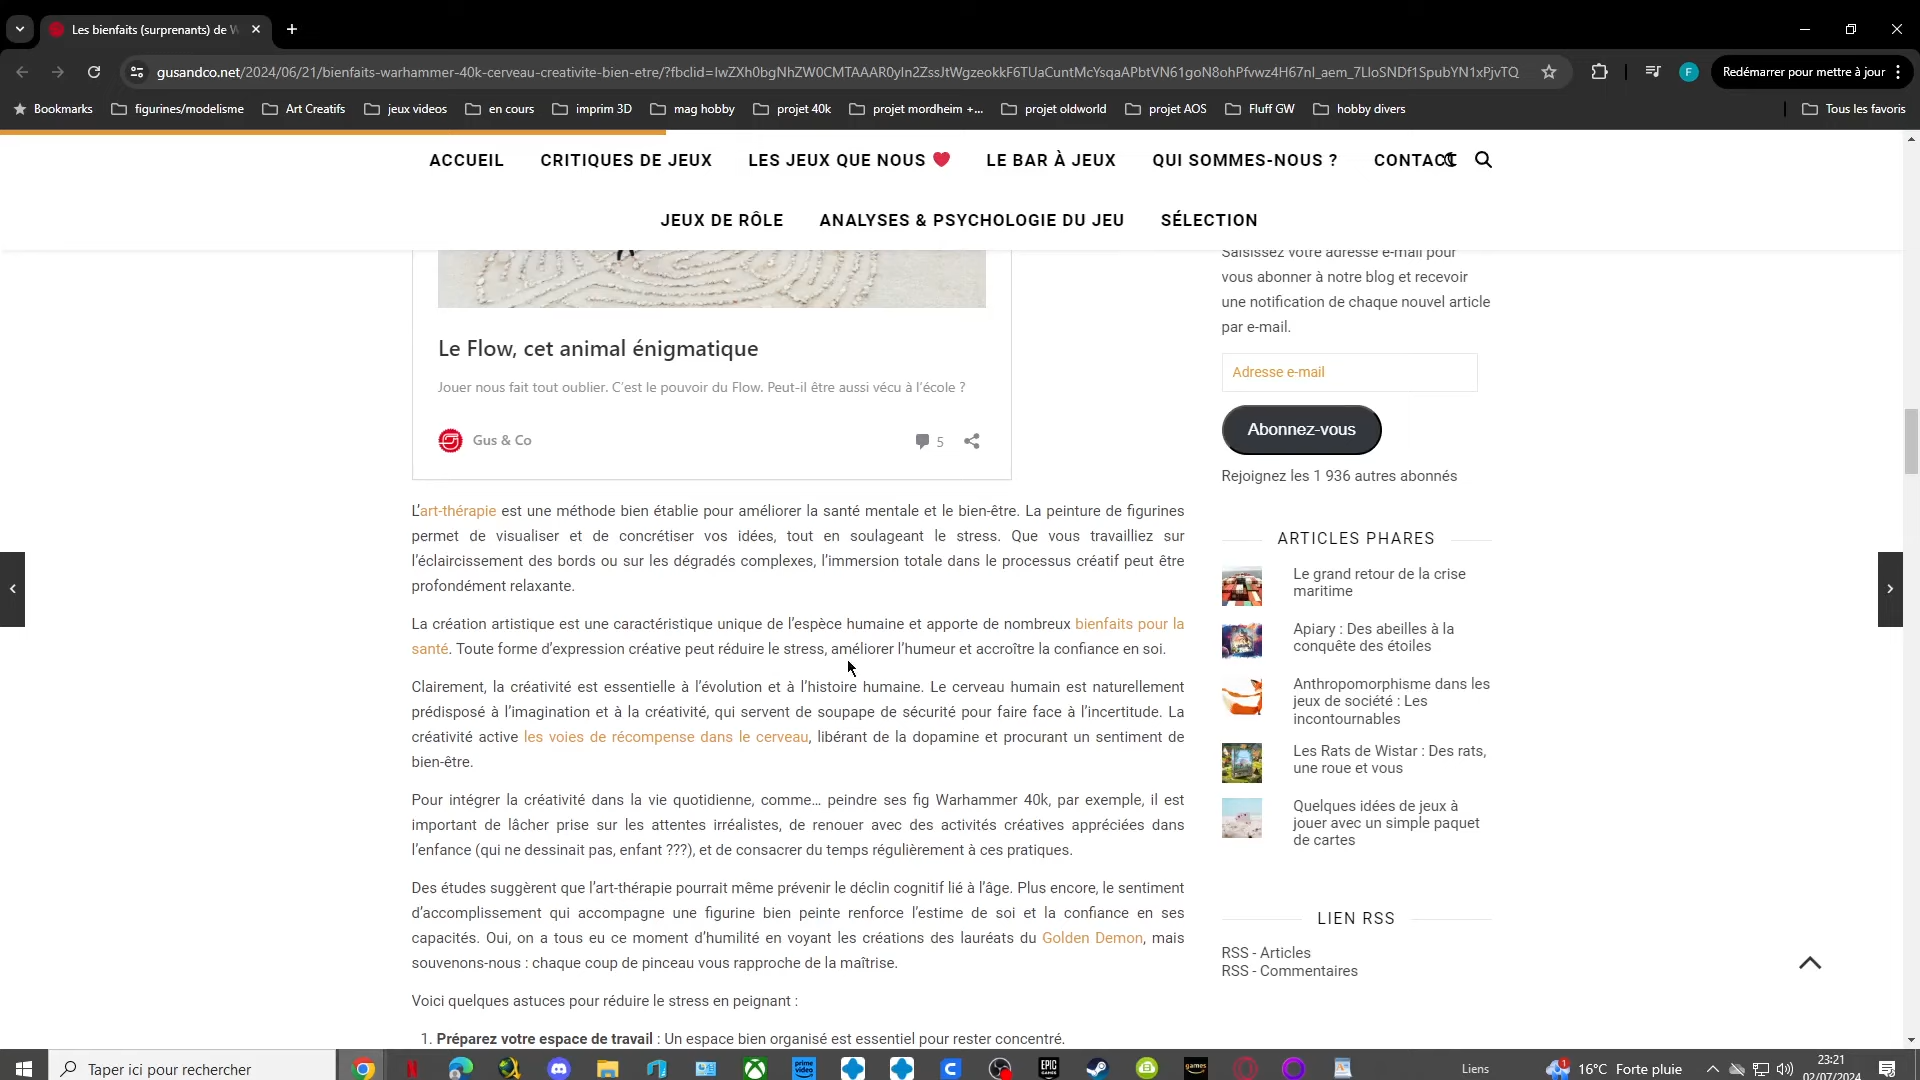 Les bienfaits (surprenants) de W
gusandco.net/2024/06/21/bienfaits-warhammer-40k-cerveau-creativite-bien-etre/?fbclid=IwZXh0bgNhZW0CMTAAAR0yIn2ZssJtWgzeokkF6TUaCuntMcYsqaAPbtVN61goN8ohPfvwz4H67nI_aem_7LIoSNDf1SpubYN1xPjvTQ
F
Redémarrer pour mettre à jour
Bookmarks figurines/modelisme Art Creatifs jeux videos en cours imprim 3D mag hobby projet 40k projet mordheim +... projet oldworld projet AOS Fluff GW hobby divers Tous les favoris
ACCUEIL CRITIQUES DE JEUX LES JEUX QUE NOUS ❤ LE BAR À JEUX QUI SOMMES-NOUS ? CONTACT
JEUX DE RÔLE ANALYSES & PSYCHOLOGIE DU JEU SÉLECTION
Le Flow, cet animal énigmatique
Jouer nous fait tout oublier. C’est le pouvoir du Flow. Peut-il être aussi vécu à l’école ?
Gus & Co 5
L’art-thérapie est une méthode bien établie pour améliorer la santé mentale et le bien-être. La peinture de figurines
permet de visualiser et de concrétiser vos idées, tout en soulageant le stress. Que vous travailliez sur
l’éclaircissement des bords ou sur les dégradés complexes, l’immersion totale dans le processus créatif peut être
profondément relaxante.
La création artistique est une caractéristique unique de l’espèce humaine et apporte de nombreux bienfaits pour la
santé. Toute forme d’expression créative peut réduire le stress, améliorer l’humeur et accroître la confiance en soi.
Clairement, la créativité est essentielle à l’évolution et à l’histoire humaine. Le cerveau humain est naturellement
prédisposé à l’imagination et à la créativité, qui servent de soupape de sécurité pour faire face à l’incertitude. La
créativité active les voies de récompense dans le cerveau, libérant de la dopamine et procurant un sentiment de
bien-être.
Pour intégrer la créativité dans la vie quotidienne, comme… peindre ses fig Warhammer 40k, par exemple, il est
important de lâcher prise sur les attentes irréalistes, de renouer avec des activités créatives appréciées dans
l’enfance (qui ne dessinait pas, enfant ???), et de consacrer du temps régulièrement à ces pratiques.
Des études suggèrent que l’art-thérapie pourrait même prévenir le déclin cognitif lié à l’âge. Plus encore, le sentiment
d’accomplissement qui accompagne une figurine bien peinte renforce l’estime de soi et la confiance en ses
capacités. Oui, on a tous eu ce moment d’humilité en voyant les créations des lauréats du Golden Demon, mais
souvenons-nous : chaque coup de pinceau vous rapproche de la maîtrise.
Voici quelques astuces pour réduire le stress en peignant :
1. Préparez votre espace de travail : Un espace bien organisé est essentiel pour rester concentré.
Saisissez votre adresse e-mail pour
vous abonner à notre blog et recevoir
une notification de chaque nouvel article
par e-mail.
Adresse e-mail
Abonnez-vous
Rejoignez les 1 936 autres abonnés
ARTICLES PHARES
Le grand retour de la crise
maritime
Apiary : Des abeilles à la
conquête des étoiles
Anthropomorphisme dans les
jeux de société : Les
incontournables
Les Rats de Wistar : Des rats,
une roue et vous
Quelques idées de jeux à
jouer avec un simple paquet
de cartes
LIEN RSS
RSS - Articles
RSS - Commentaires
Taper ici pour rechercher
prime video
EPIC GAMES
games
Liens
1
16°C Forte pluie
23:21
02/07/2024